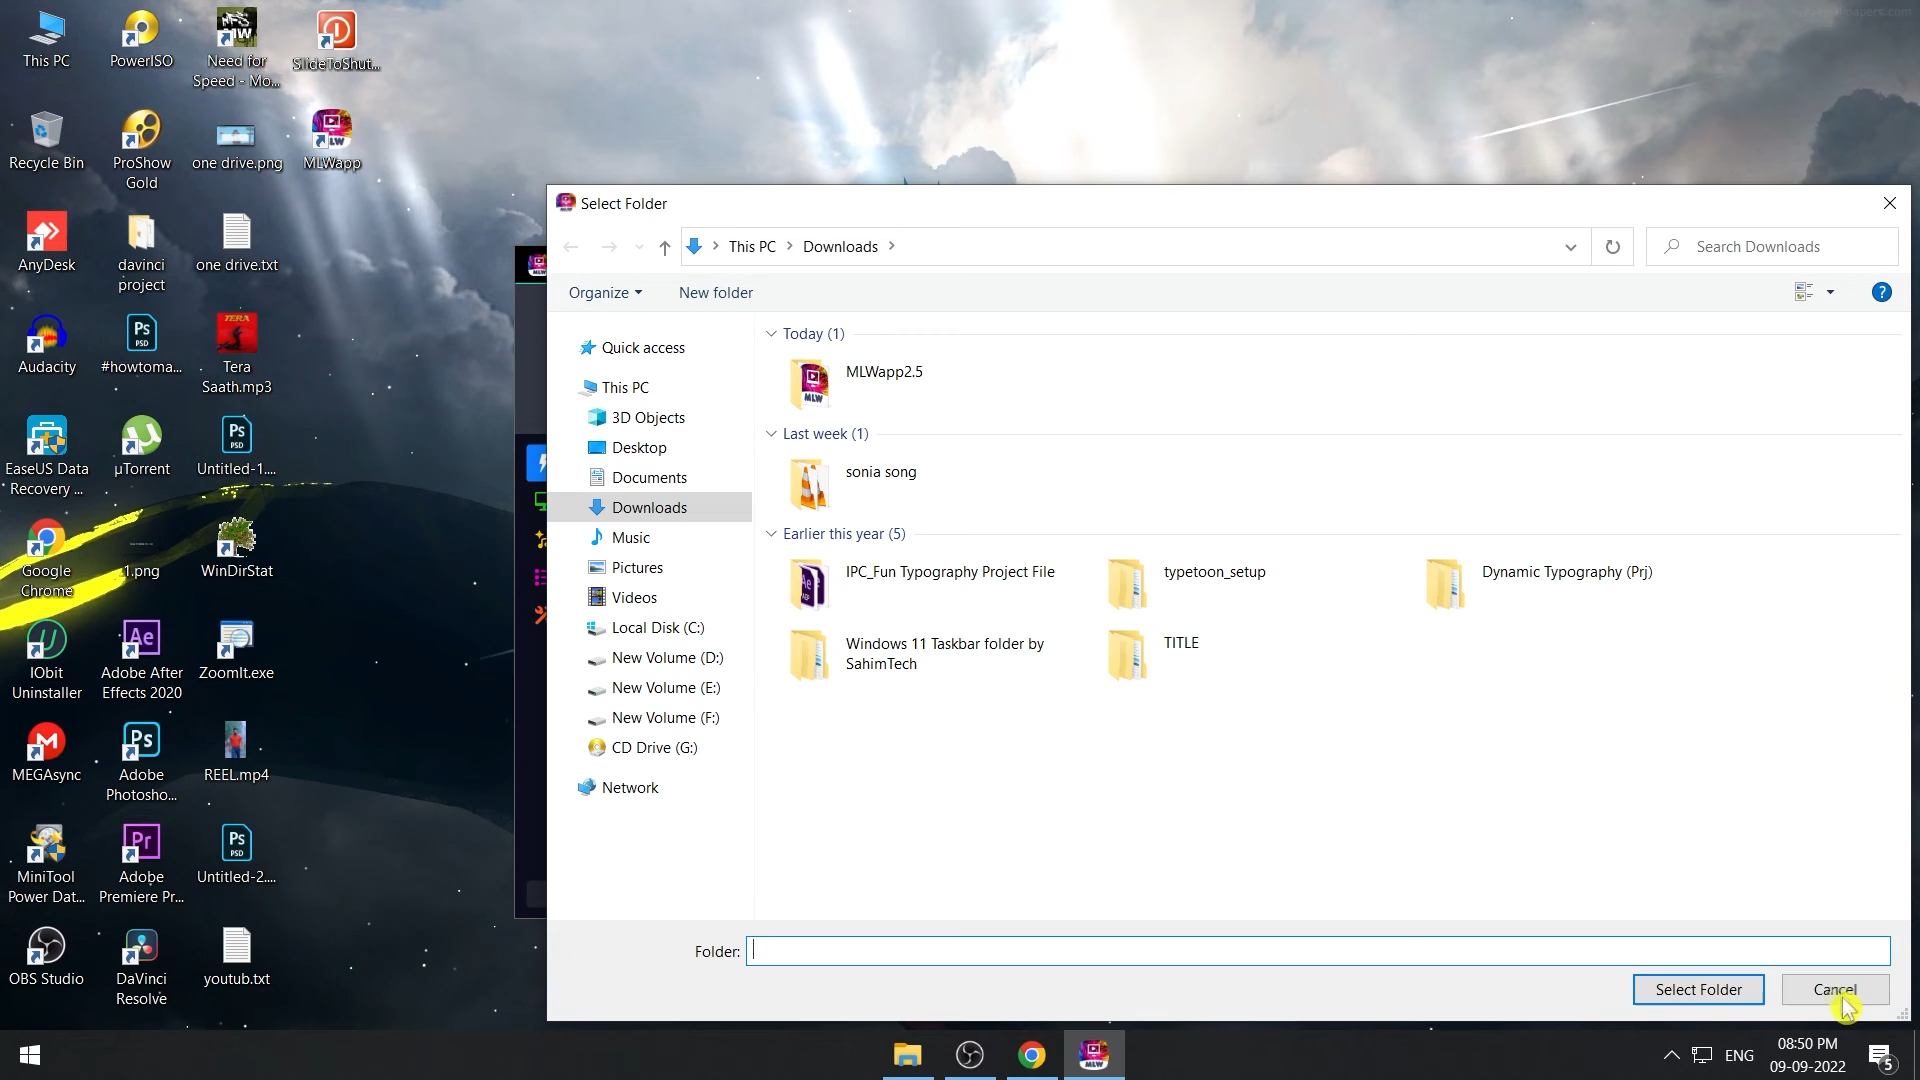 This PC
PowerISO
Need for
Speed - Mo...
SlideToShut...
Recycle Bin
ProShow
Gold
one drive.png
MLWapp
AnyDesk
davinci
project
one drive.txt
Audacity
#howtoma...
Tera
Saath.mp3
EaseUS Data
Recovery ...
µTorrent
Untitled-1....
Google
Chrome
1.png
WinDirStat
IObit
Uninstaller
Adobe After
Effects 2020
ZoomIt.exe
MEGAsync
Adobe
Photosho...
REEL.mp4
MiniTool
Power Dat...
Adobe
Premiere Pr...
Untitled-2....
OBS Studio
DaVinci
Resolve
youtub.txt
Select Folder
This PC
Downloads
Search Downloads
Organize
New folder
Quick access
This PC
3D Objects
Desktop
Documents
Downloads
Music
Pictures
Videos
Local Disk (C:)
New Volume (D:)
New Volume (E:)
New Volume (F:)
CD Drive (G:)
Network
Today (1)
MLWapp2.5
Last week (1)
sonia song
Earlier this year (5)
IPC_Fun Typography Project File
typetoon_setup
Dynamic Typography (Prj)
Windows 11 Taskbar folder by
SahimTech
TITLE
Folder:
Select Folder
Cancel
ENG
08:50 PM
09-09-2022
5